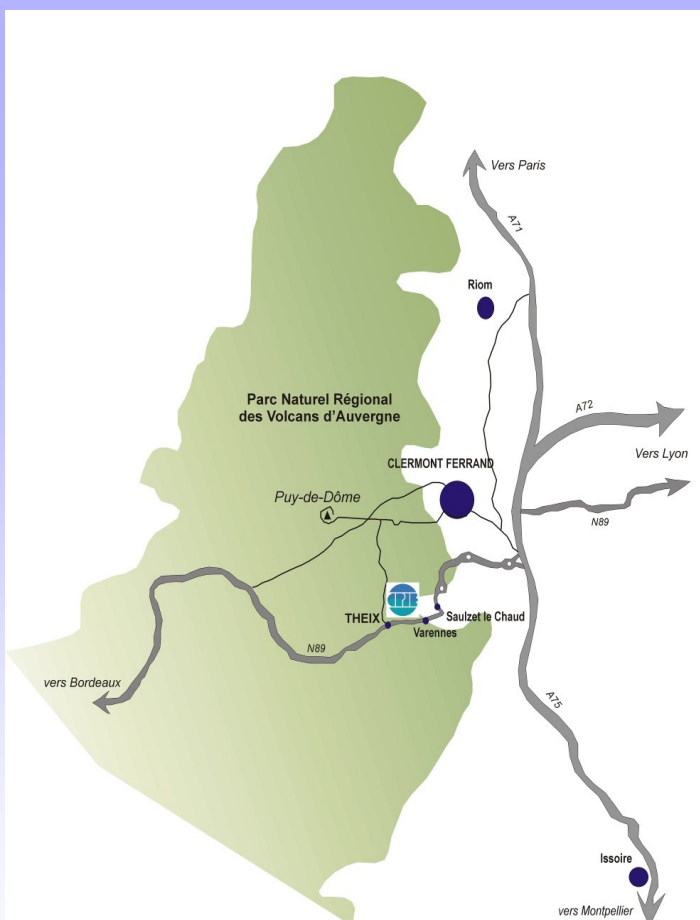 Vers Paris
A71
Riom
Parc Naturel Régional
des Volcans d'Auvergne
A72
Vers Lyon
CLERMONT FERRAND
Puy-de-Dôme
N89
CPIE
THEIX
Saulzet le Chaud
Varennes
N89
vers Bordeaux
A75
Issoire
vers Montpellier